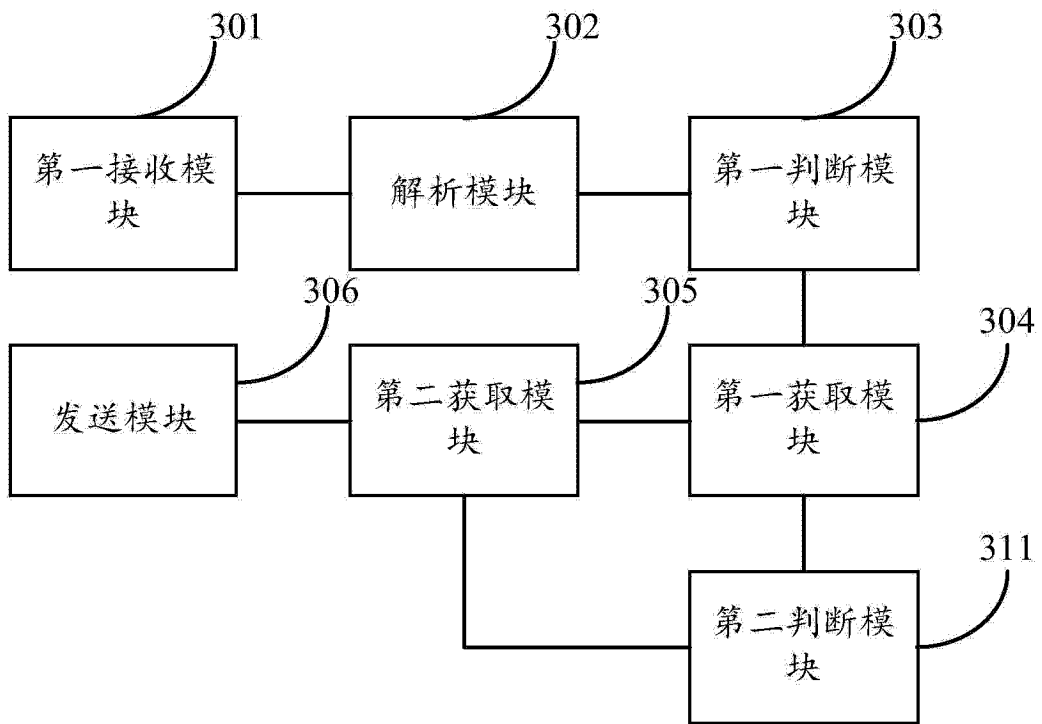 301
302
303
第一接收模
块
解析模块
第一判断模
块
306
305
304
发送模块
第二获取模
块
第一获取模
块
311
第二判断模
块